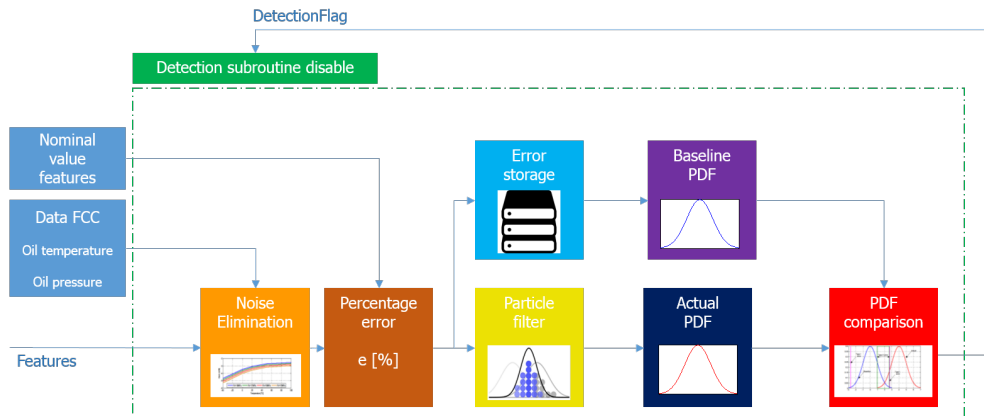 DetectionFlag
Detection subroutine disable
Nominal
value
features
Data FCC
Oil temperature
Oil pressure
Error
storage
Baseline
PDF
Noise
Elimination
Percentage
error
e [%]
Particle
filter
Actual
PDF
PDF
comparison
Features